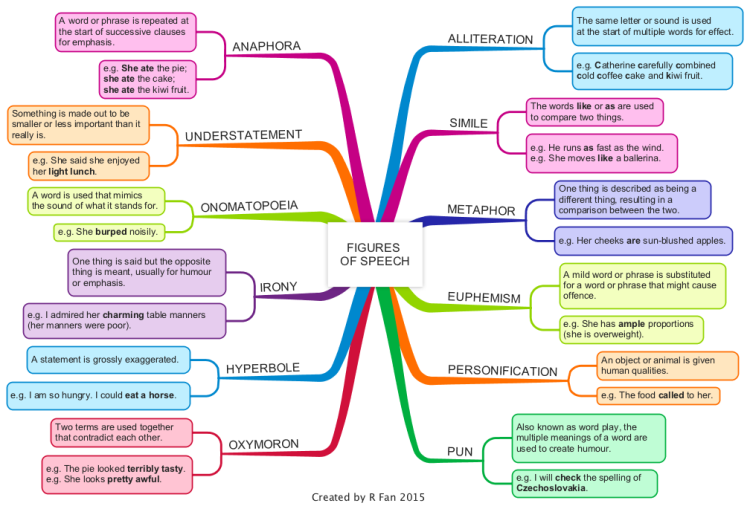 FIGURES
OF SPEECH
ANAPHORA
A word or phrase is repeated at
the start of successive clauses
for emphasis.
e.g. She ate the pie;
she ate the cake;
she ate the kiwi fruit.
UNDERSTATEMENT
Something is made out to be
smaller or less important than it
really is.
e.g. She said she enjoyed
her light lunch.
ONOMATOPOEIA
A word is used that mimics
the sound of what it stands for.
e.g. She burped noisily.
IRONY
One thing is said but the opposite
thing is meant, usually for humour
or emphasis.
e.g. I admired her charming table manners
(her manners were poor).
HYPERBOLE
A statement is grossly exaggerated.
e.g. I am so hungry. I could eat a horse.
OXYMORON
Two terms are used together
that contradict each other.
e.g. The pie looked terribly tasty.
e.g. She looks pretty awful.
ALLITERATION
The same letter or sound is used
at the start of multiple words for effect.
e.g. Catherine carefully combined
cold coffee cake and kiwi fruit.
SIMILE
The words like or as are used
to compare two things.
e.g. He runs as fast as the wind.
e.g. She moves like a ballerina.
METAPHOR
One thing is described as being a
different thing, resulting in a
comparison between the two.
e.g. Her cheeks are sun-blushed apples.
EUPHEMISM
A mild word or phrase is substituted
for a word or phrase that might cause
offence.
e.g. She has ample proportions
(she is overweight).
PERSONIFICATION
An object or animal is given
human qualities.
e.g. The food called to her.
PUN
Also known as word play, the
multiple meanings of a word are
used to create humour.
e.g. I will check the spelling of
Czechoslovakia.
Created by R Fan 2015